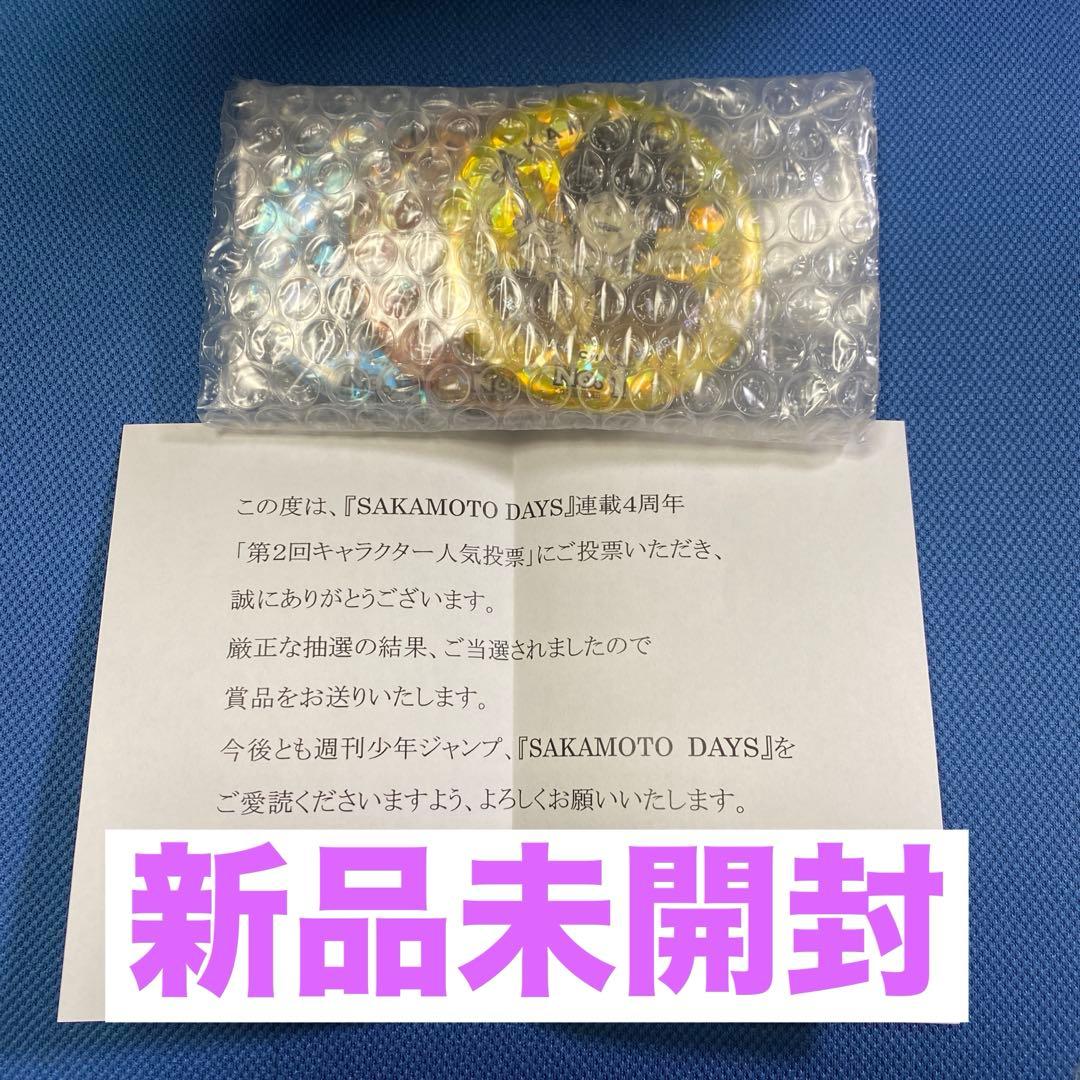 No. 1
この度は、『SAKAMOTO DAYS』連載4周年
「第2回キャラクター人気投票」にご投票いただき、
誠にありがとうございます。
厳正な抽選の結果、ご当選されましたので
賞品をお送りいたします。
今後とも週刊少年ジャンプ、『SAKAMOTO DAYS』を
ご愛読くださいますよう、よろしくお願いいたします。
新品未開封